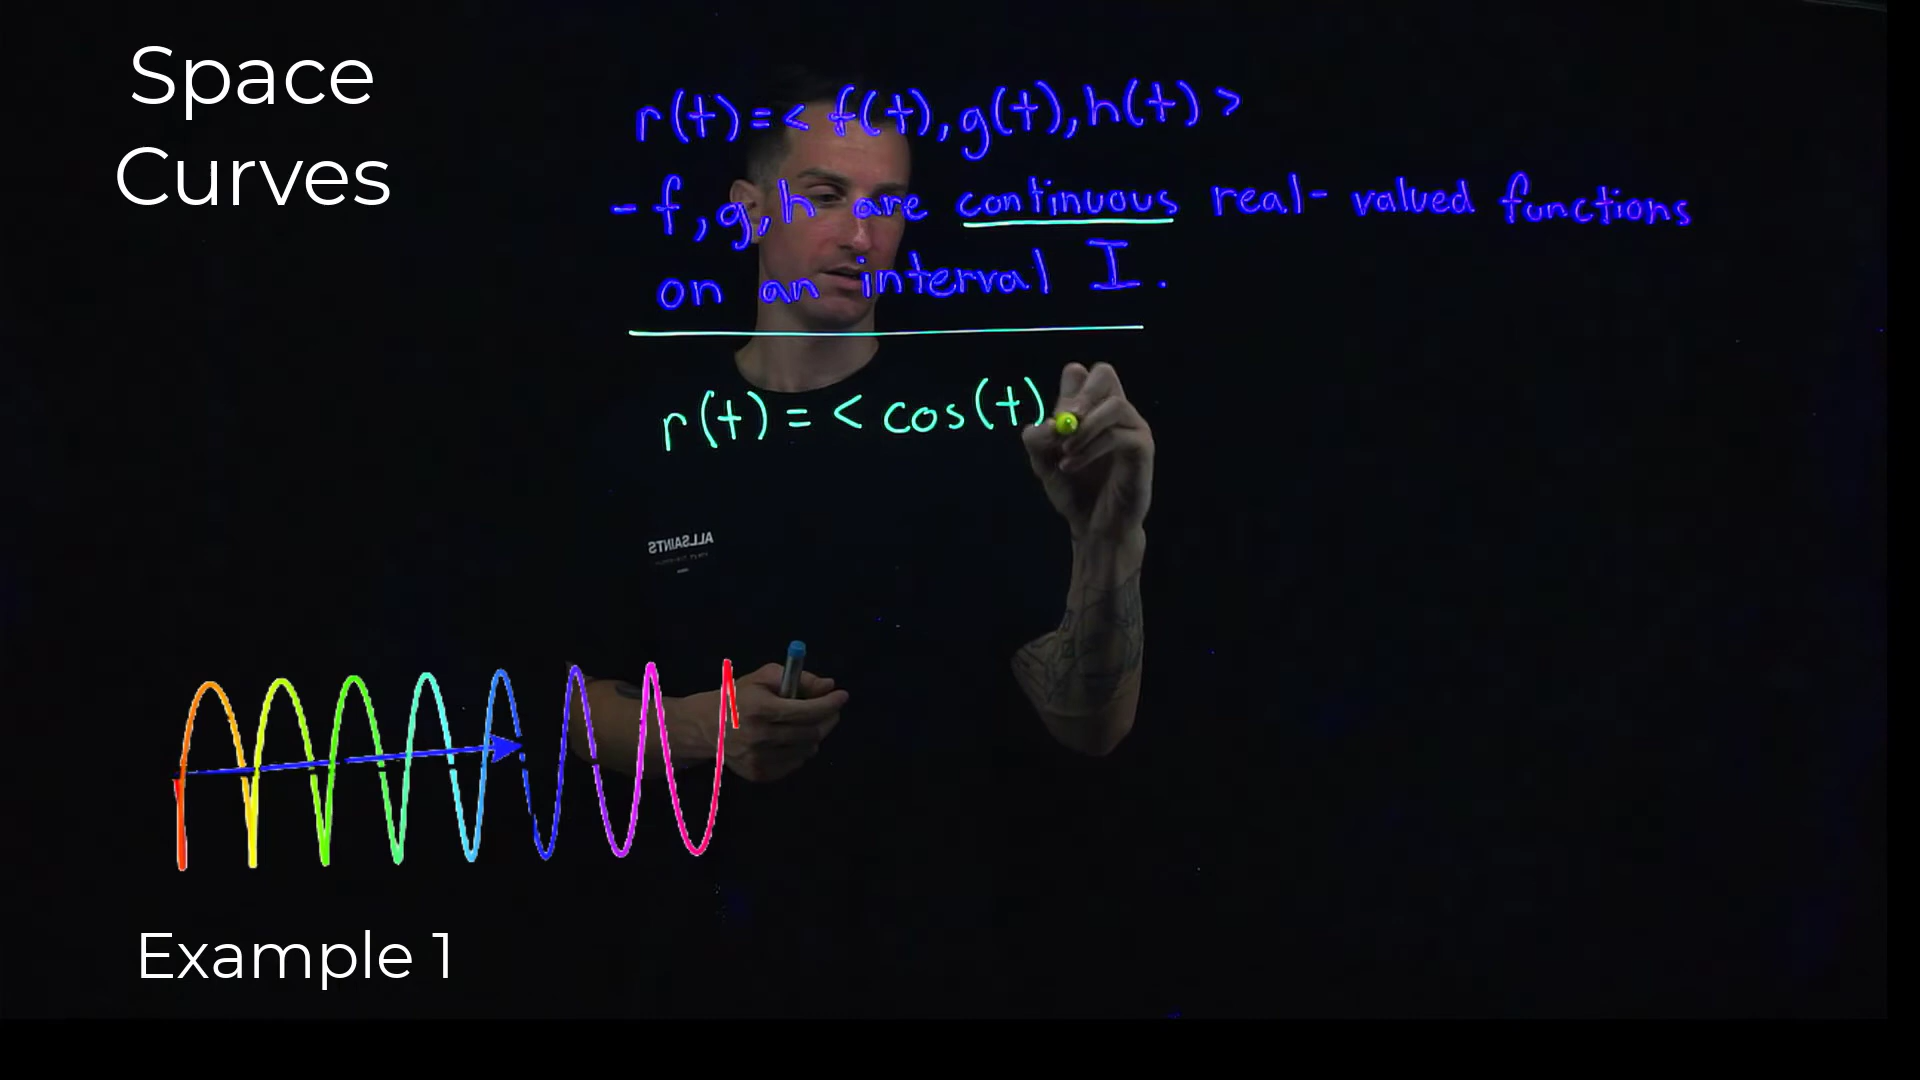 Space
Curves
r(t) = < f(t), g(t), h(t) >
- f, g, h are continuous real-valued functions
on an interval I.
r(t) = < cos(t)
ALLSAINTS
Example 1